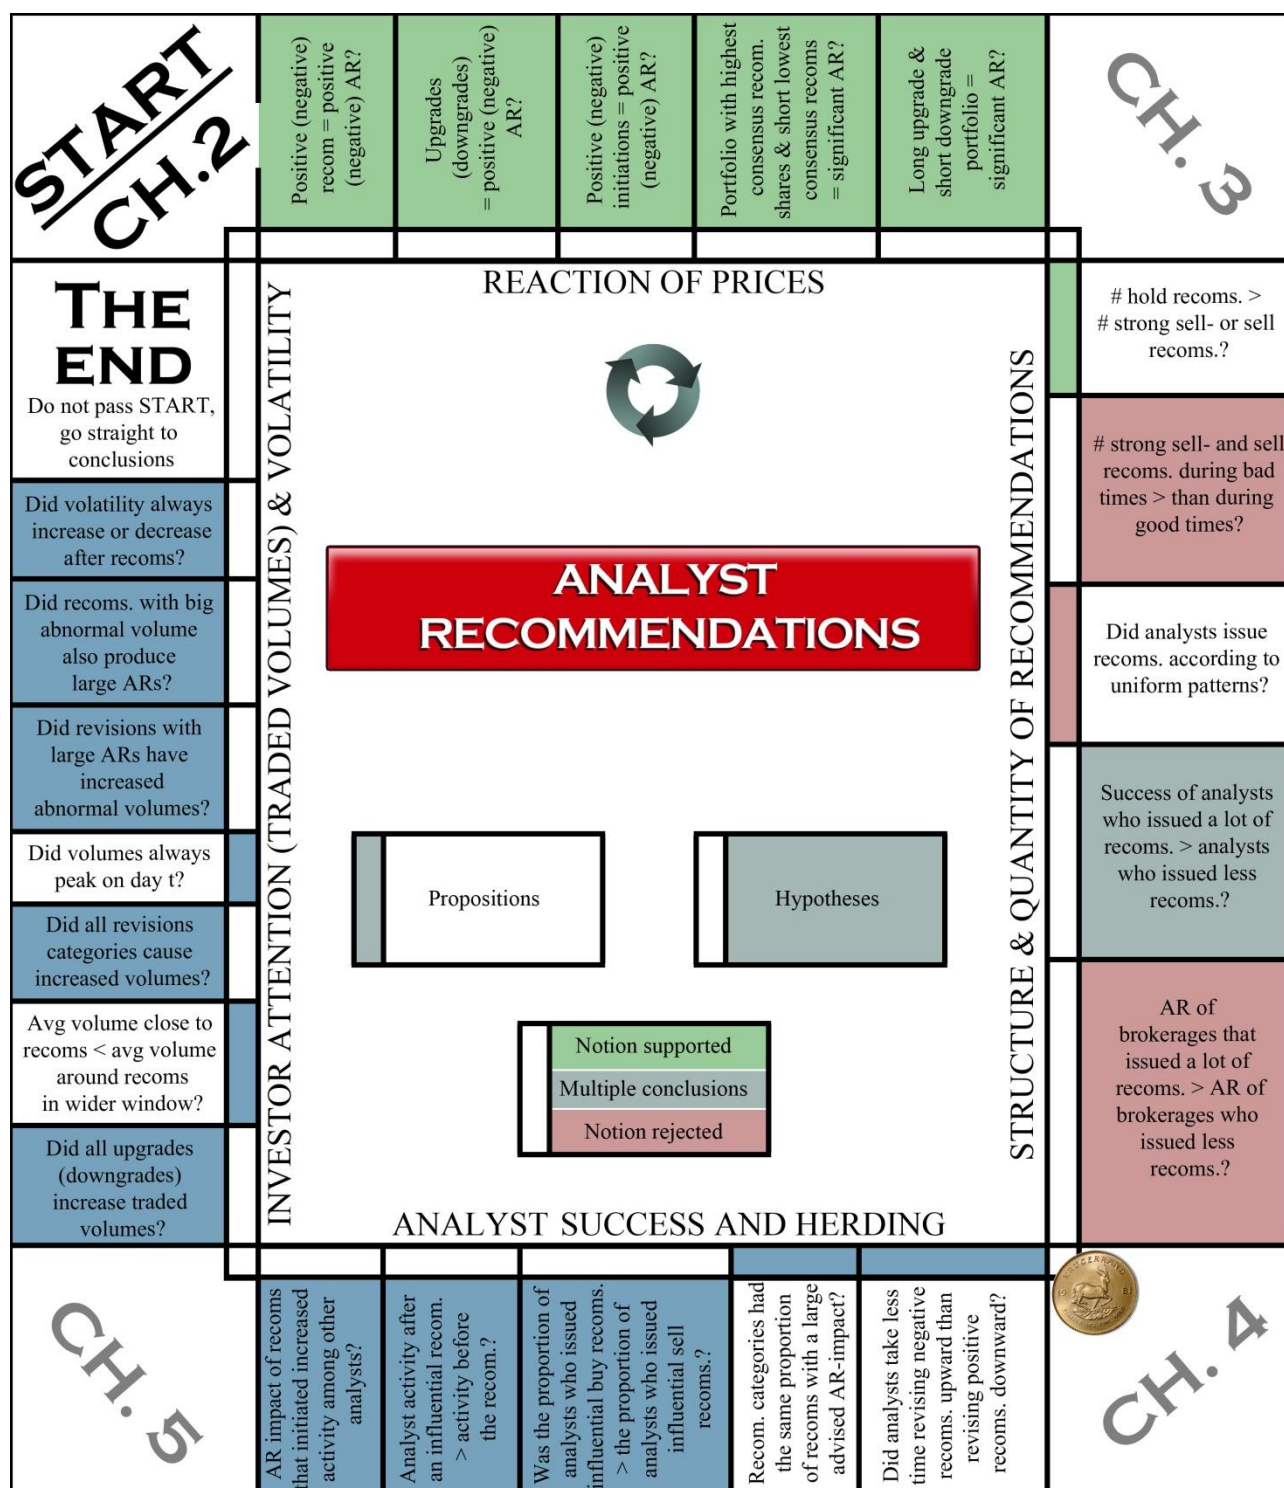 START
CH.2
Positive (negative)
recom = positive
(negative) AR?
Upgrades
(downgrades)
= positive (negative)
AR?
Positive (negative)
initiations = positive
(negative) AR?
Portfolio with highest
consensus recom.
shares & short lowest
consensus recoms
= significant AR?
Long upgrade &
short downgrade
portfolio =
significant AR?
CH. 3
REACTION OF PRICES
# hold recoms. >
# strong sell- or sell
recoms.?
# strong sell- and sell
recoms. during bad
times > than during
good times?
Did analysts issue
recoms. according to
uniform patterns?
Success of analysts
who issued a lot of
recoms. > analysts
who issued less
recoms.?
AR of
brokerages that
issued a lot of
recoms. > AR of
brokerages who
issued less
recoms.?
STRUCTURE & QUANTITY OF RECOMMENDATIONS
ANALYST
RECOMMENDATIONS
Propositions
Hypotheses
Notion supported
Multiple conclusions
Notion rejected
CH. 4
KRUGERRAND
1981
ANALYST SUCCESS AND HERDING
Did analysts take less
time revising negative
recoms. upward than
revising positive
recoms. downward?
Recom. categories had
the same proportion
of recoms with a large
advised AR-impact?
Was the proportion of
analysts who issued
influential buy recoms.
> the proportion of
analysts who issued
influential sell
recoms.?
Analyst activity after
an influential recom.
> activity before
the recom.?
AR impact of recoms
that initiated increased
activity among other
analysts?
CH. 5
INVESTOR ATTENTION (TRADED VOLUMES) & VOLATILITY
Did all upgrades
(downgrades)
increase traded
volumes?
Avg volume close to
recoms < avg volume
around recoms
in wider window?
Did all revisions
categories cause
increased volumes?
Did volumes always
peak on day t?
Did revisions with
large ARs have
increased
abnormal volumes?
Did recoms. with big
abnormal volume
also produce
large ARs?
Did volatility always
increase or decrease
after recoms?
THE
END
Do not pass START,
go straight to
conclusions